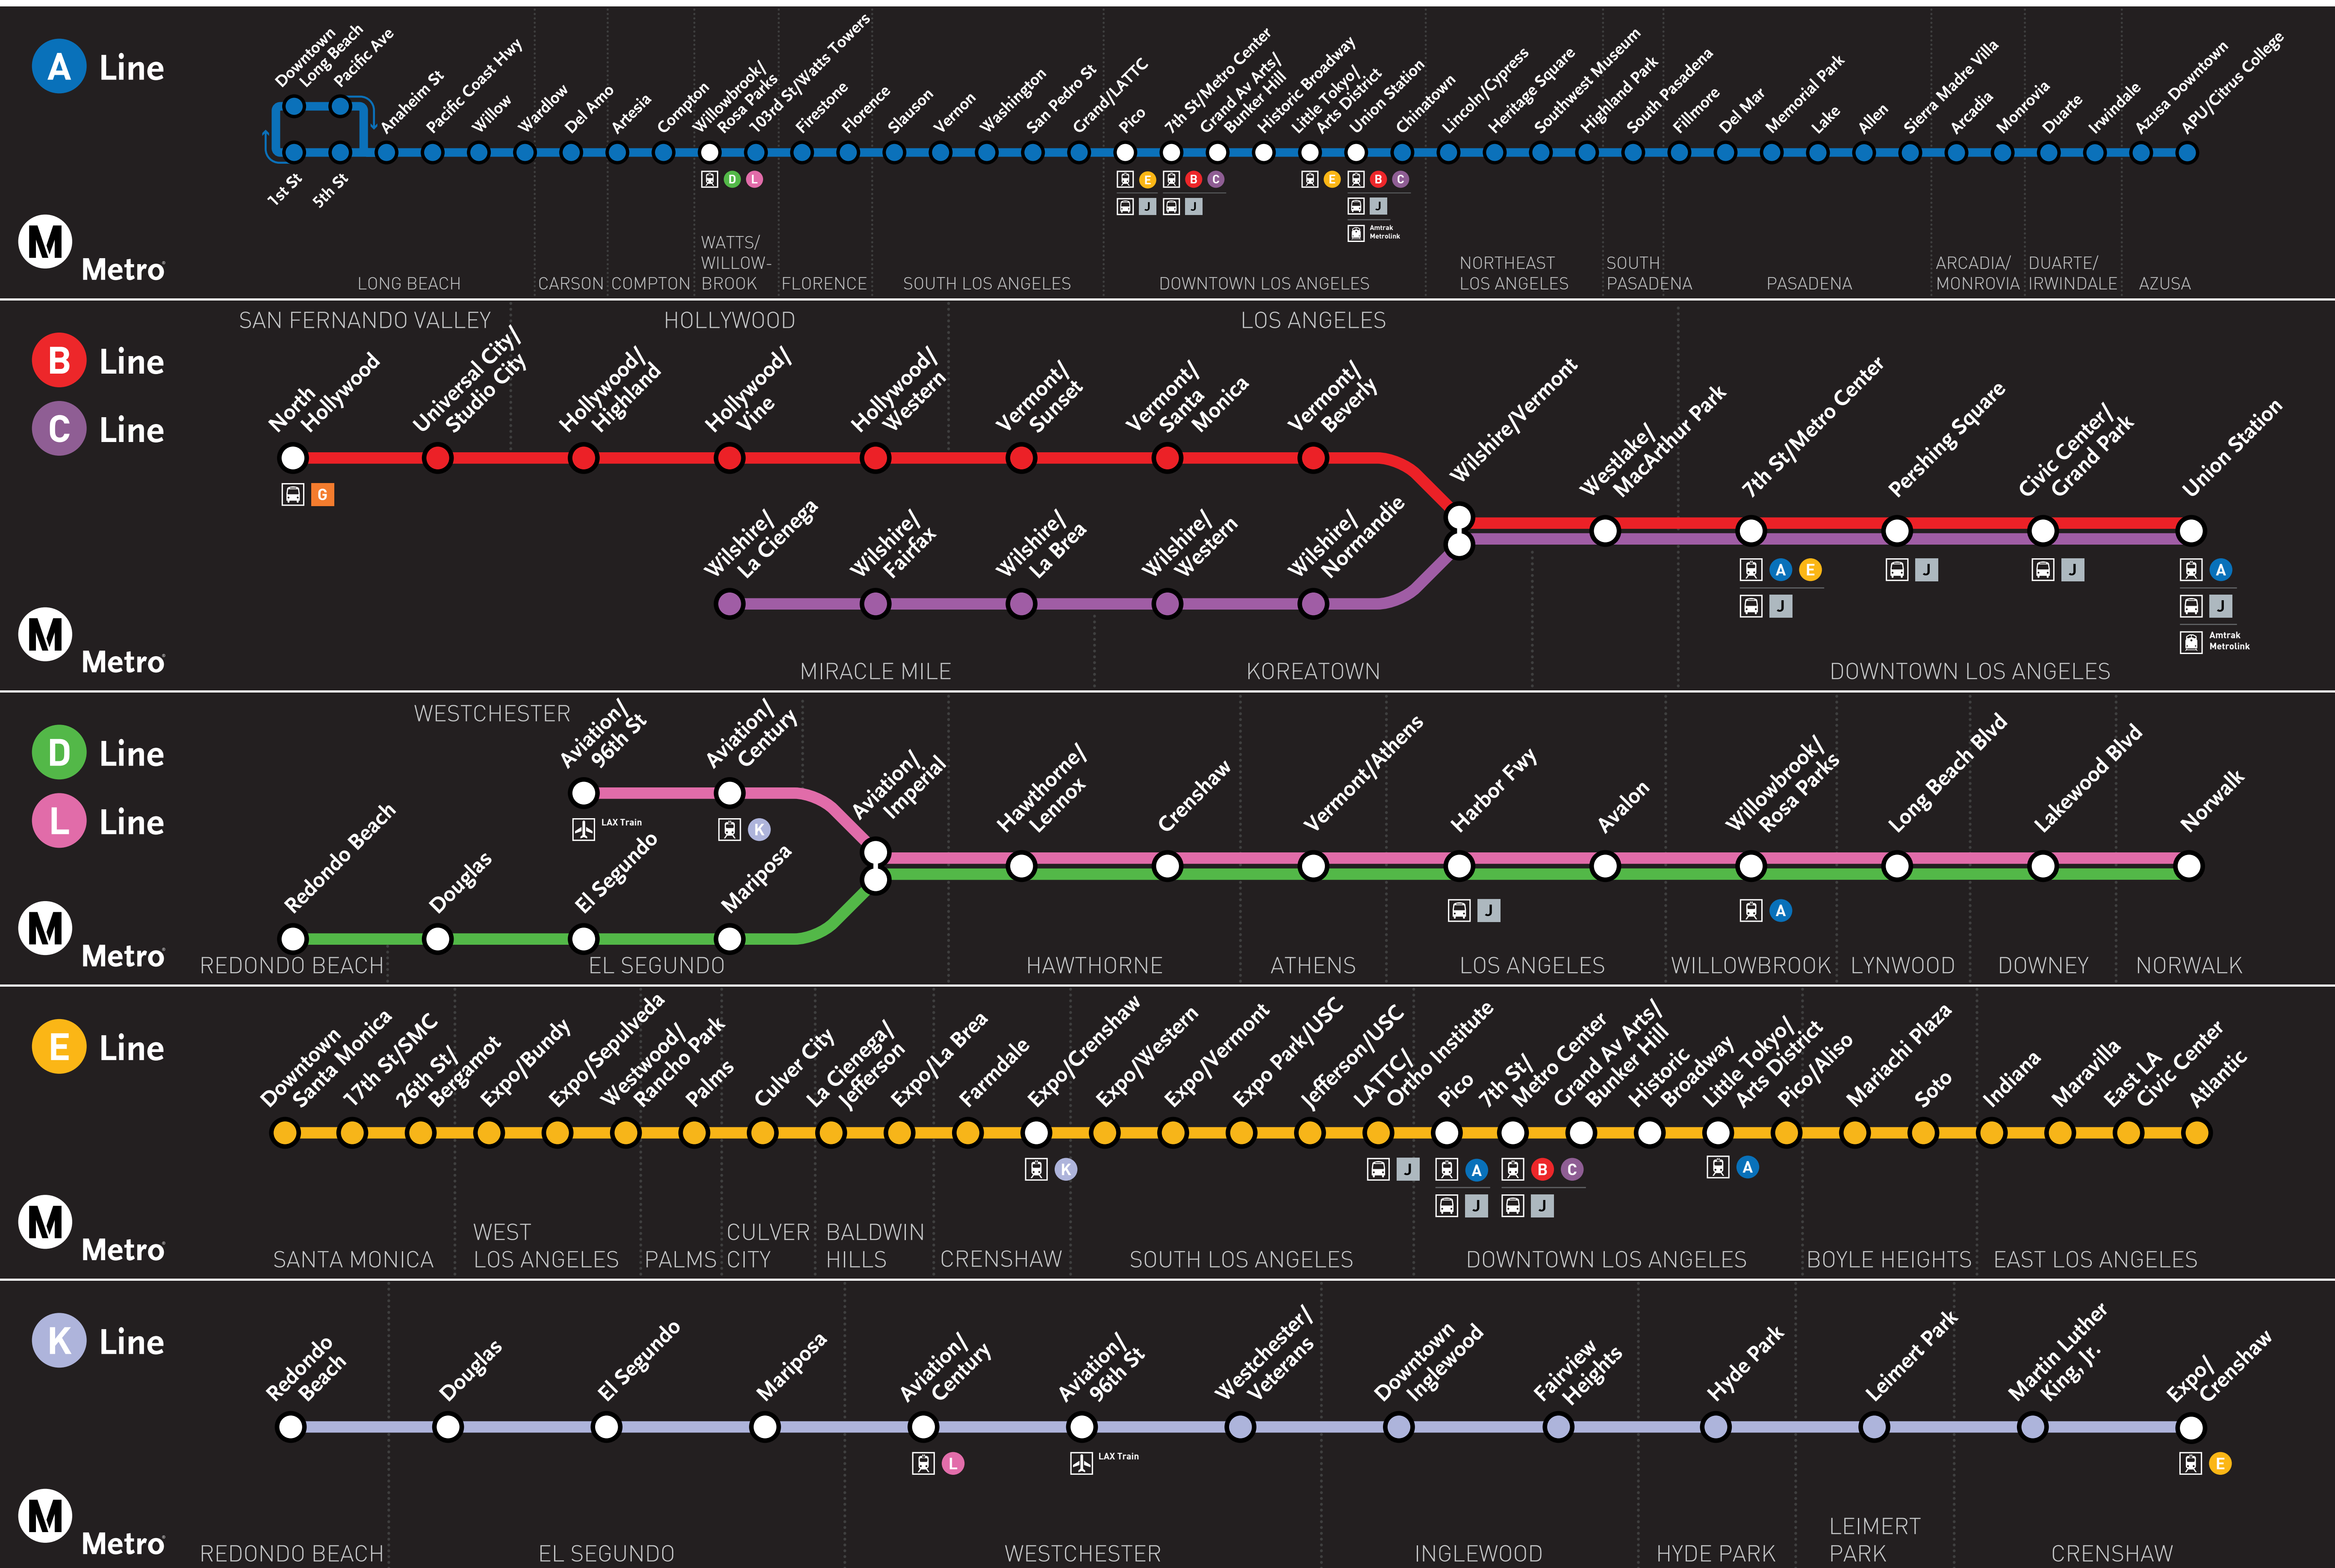 A Line
Downtown
Long Beach
Pacific Ave
Anaheim St
Pacific Coast Hwy
Willow
Wardlow
Del Amo
Artesia
Compton
Willowbrook/
Rosa Parks
103rd St/Watts Towers
Firestone
Florence
Slauson
Vernon
Washington
San Pedro St
Grand/LATTC
Pico
7th St/Metro Center
Grand Av Arts/
Bunker Hill
Historic Broadway
Little Tokyo/
Arts District
Union Station
Chinatown
Lincoln/Cypress
Heritage Square
Southwest Museum
Highland Park
South Pasadena
Fillmore
Del Mar
Memorial Park
Lake
Allen
Sierra Madre Villa
Arcadia
Monrovia
Duarte
Irwindale
Azusa Downtown
APU/Citrus College
1st St
5th St
D L
E
J
B C
J
E
B C
J
Amtrak
Metrolink
M Metro
LONG BEACH
CARSON
COMPTON
WATTS/
WILLOW-
BROOK
FLORENCE
SOUTH LOS ANGELES
DOWNTOWN LOS ANGELES
NORTHEAST
LOS ANGELES
SOUTH
PASADENA
PASADENA
ARCADIA/
MONROVIA
DUARTE/
IRWINDALE
AZUSA
SAN FERNANDO VALLEY
HOLLYWOOD
LOS ANGELES
B Line
C Line
North
Hollywood
Universal City/
Studio City
Hollywood/
Highland
Hollywood/
Vine
Hollywood/
Western
Vermont/
Sunset
Vermont/
Santa
Monica
Vermont/
Beverly
Wilshire/Vermont
Westlake/
MacArthur Park
7th St/Metro Center
Pershing Square
Civic Center/
Grand Park
Union Station
G
Wilshire/
La Cienega
Wilshire/
Fairfax
Wilshire/
La Brea
Wilshire/
Western
Wilshire/
Normandie
A E
J
J
J
A
J
Amtrak
Metrolink
M Metro
MIRACLE MILE
KOREATOWN
DOWNTOWN LOS ANGELES
WESTCHESTER
D Line
L Line
Aviation/
96th St
Aviation/
Century
LAX Train
K
Redondo Beach
Douglas
El Segundo
Mariposa
Aviation/
Imperial
Hawthorne/
Lennox
Crenshaw
Vermont/Athens
Harbor Fwy
Avalon
Willowbrook/
Rosa Parks
Long Beach Blvd
Lakewood Blvd
Norwalk
J
A
M Metro
REDONDO BEACH
EL SEGUNDO
HAWTHORNE
ATHENS
LOS ANGELES
WILLOWBROOK
LYNWOOD
DOWNEY
NORWALK
E Line
Downtown
Santa Monica
17th St/SMC
26th St/
Bergamot
Expo/Bundy
Expo/Sepulveda
Westwood/
Rancho Park
Palms
Culver City
La Cienega/
Jefferson
Expo/La Brea
Farmdale
Expo/Crenshaw
Expo/Western
Expo/Vermont
Expo Park/USC
Jefferson/USC
LATTC/
Ortho Institute
Pico
7th St/
Metro Center
Grand Av Arts/
Bunker Hill
Historic
Broadway
Little Tokyo/
Arts District
Pico/Aliso
Mariachi Plaza
Soto
Indiana
Maravilla
East LA
Civic Center
Atlantic
K
J
A
J
B C
J
A
M Metro
SANTA MONICA
WEST
LOS ANGELES
PALMS
CULVER
CITY
BALDWIN
HILLS
CRENSHAW
SOUTH LOS ANGELES
DOWNTOWN LOS ANGELES
BOYLE HEIGHTS
EAST LOS ANGELES
K Line
Redondo
Beach
Douglas
El Segundo
Mariposa
Aviation/
Century
Aviation/
96th St
Westchester/
Veterans
Downtown
Inglewood
Fairview
Heights
Hyde Park
Leimert Park
Martin Luther
King, Jr.
Expo/
Crenshaw
L
LAX Train
E
M Metro
REDONDO BEACH
EL SEGUNDO
WESTCHESTER
INGLEWOOD
HYDE PARK
LEIMERT
PARK
CRENSHAW